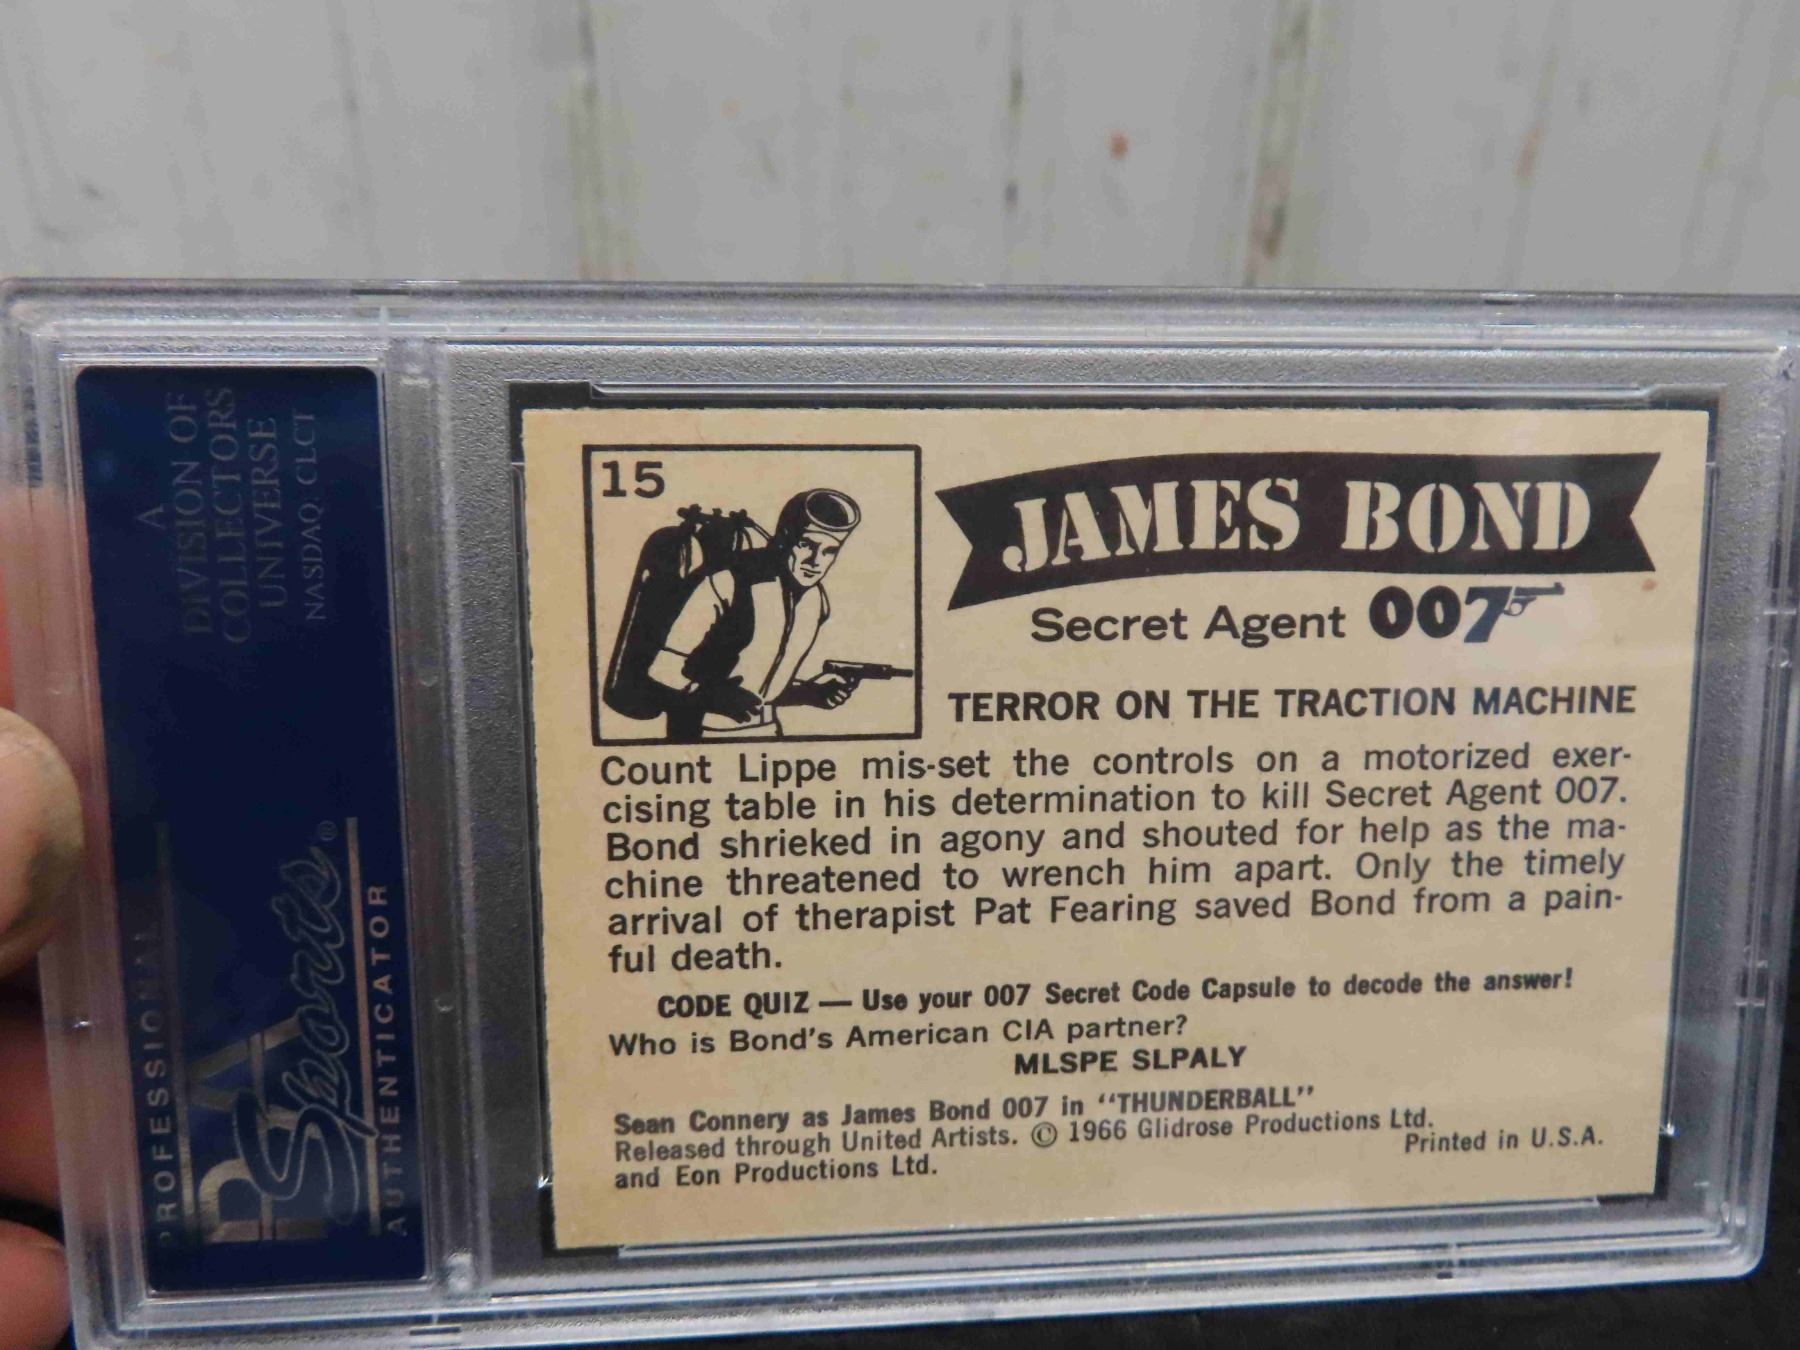 A
DIVISION OF
COLLECTORS
UNIVERSE
NASDAQ: CLCT
PROFESSIONAL
PSA
Sports®
AUTHENTICATOR
15
JAMES BOND
Secret Agent 007
TERROR ON THE TRACTION MACHINE
Count Lippe mis-set the controls on a motorized exer-
cising table in his determination to kill Secret Agent 007.
Bond shrieked in agony and shouted for help as the ma-
chine threatened to wrench him apart. Only the timely
arrival of therapist Pat Fearing saved Bond from a pain-
ful death.
CODE QUIZ — Use your 007 Secret Code Capsule to decode the answer!
Who is Bond's American CIA partner?
MLSPE SLPALY
Sean Connery as James Bond 007 in "THUNDERBALL"
Released through United Artists. © 1966 Glidrose Productions Ltd.
and Eon Productions Ltd.
Printed in U.S.A.